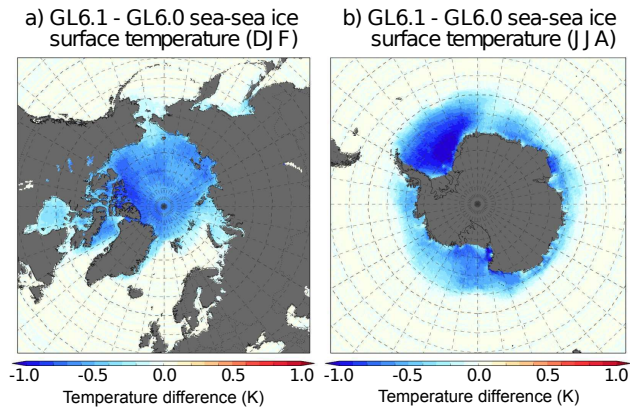 a) GL6.1 - GL6.0 sea-sea ice
surface temperature (DJF)
b) GL6.1 - GL6.0 sea-sea ice
surface temperature (JJA)
-1.0 -0.5 0.0 0.5 1.0
Temperature difference (K)
-1.0 -0.5 0.0 0.5 1.0
Temperature difference (K)